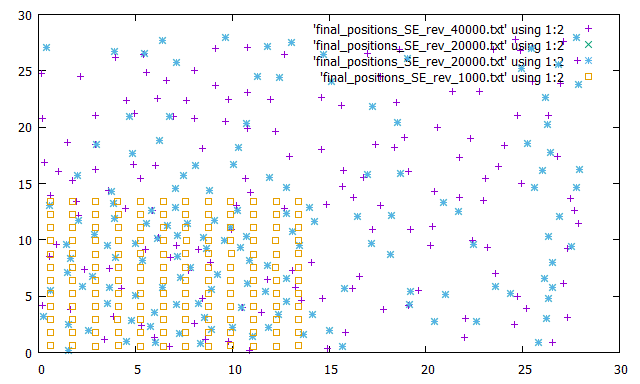 30
'final_positions_SE_rev_40000.txt' using 1:2
'final_positions_SE_rev_20000.txt' using 1:2
'final_positions_SE_rev_20000.txt' using 1:2
'final_positions_SE_rev_1000.txt' using 1:2
25
20
15
10
5
0
0 5 10 15 20 25 30